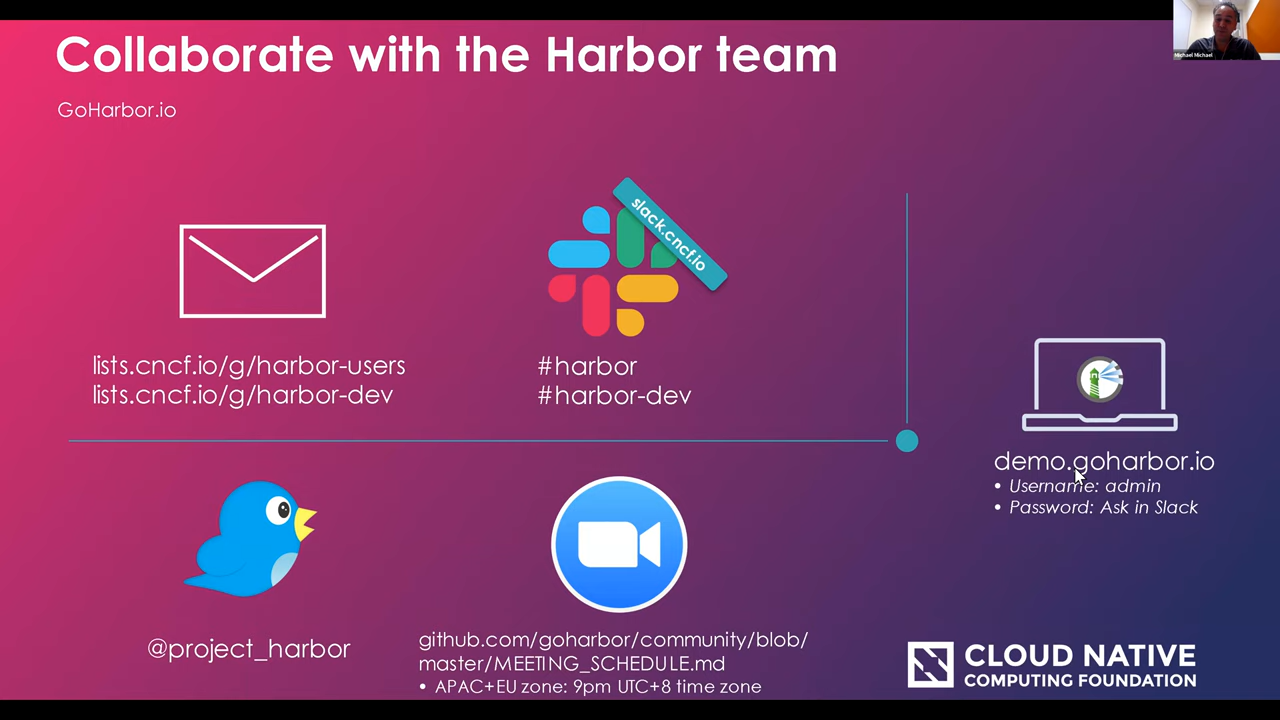 Collaborate with the Harbor team
GoHarbor.io
Michael Michael
slack.cncf.io
lists.cncf.io/g/harbor-users
lists.cncf.io/g/harbor-dev
#harbor
#harbor-dev
demo.goharbor.io
• Username: admin
• Password: Ask in Slack
@project_harbor
github.com/goharbor/community/blob/
master/MEETING_SCHEDULE.md
• APAC+EU zone: 9pm UTC+8 time zone
CLOUD NATIVE
COMPUTING FOUNDATION